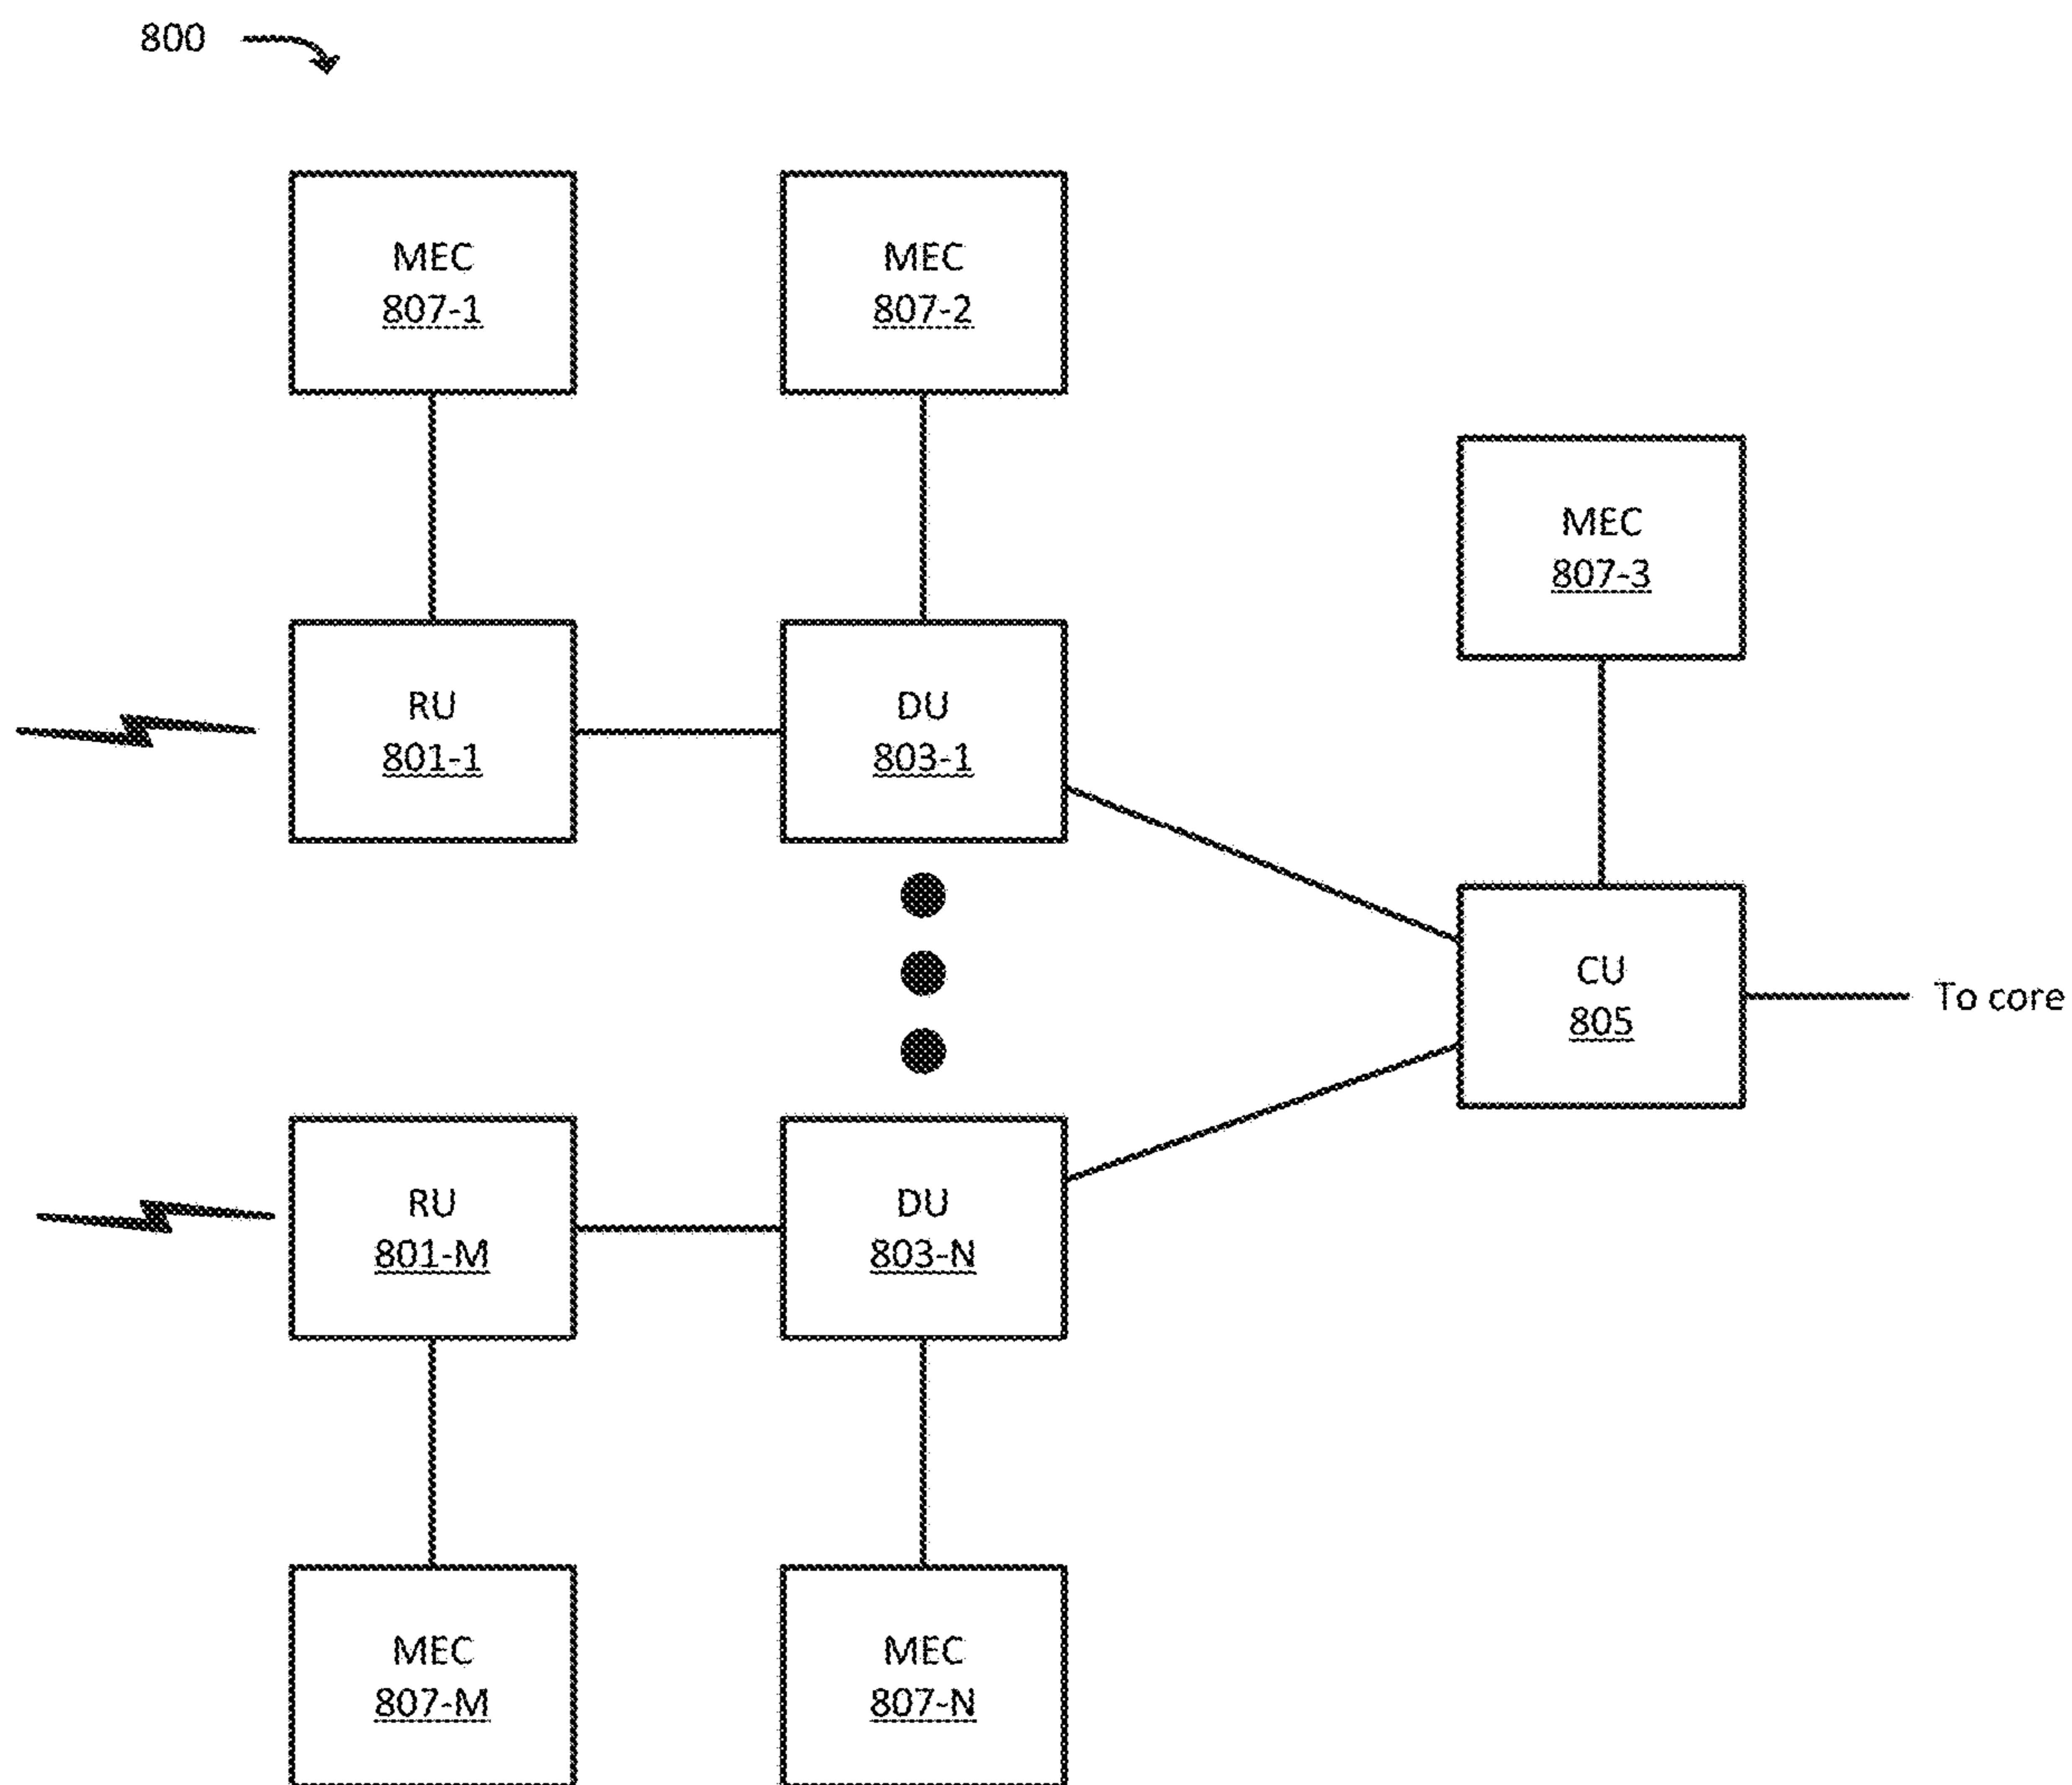 800
MEC
807-1
MEC
807-2
MEC
807-3
RU
801-1
DU
803-1
CU
805
To core
RU
801-M
DU
803-N
MEC
807-M
MEC
807-N